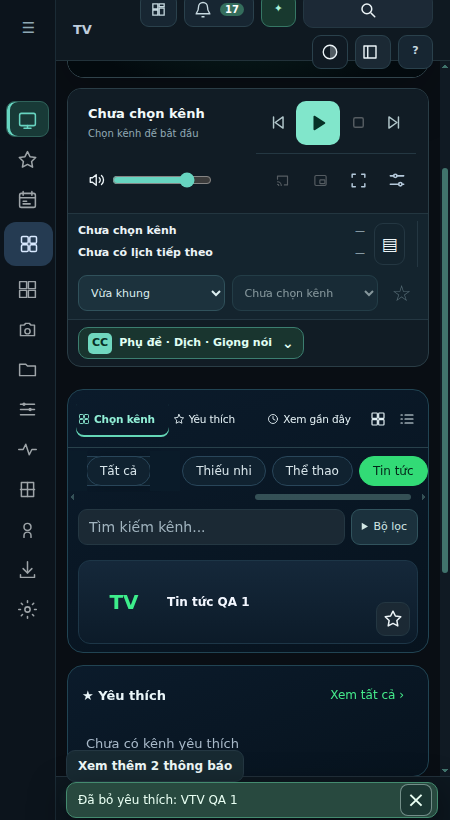 TV
17
?
Chưa chọn kênh
Chọn kênh để bắt đầu
Chưa chọn kênh —
Chưa có lịch tiếp theo —
Vừa khung
Chưa chọn kênh
CC Phụ đề · Dịch · Giọng nói
Chọn kênh
Yêu thích
Xem gần đây
Tất cả
Thiếu nhi
Thể thao
Tin tức
Tìm kiếm kênh...
Bộ lọc
TV
Tin tức QA 1
★ Yêu thích
Xem tất cả ›
Chưa có kênh yêu thích
Xem thêm 2 thông báo
Đã bỏ yêu thích: VTV QA 1